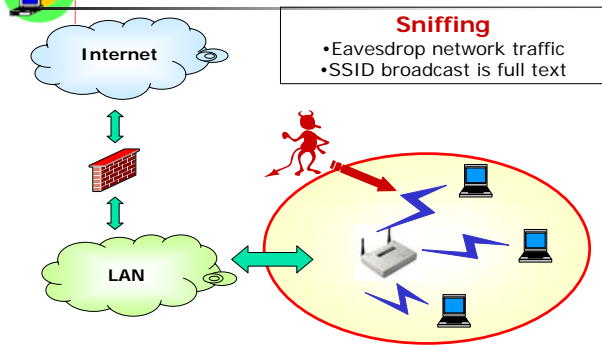 Sniffing
•Eavesdrop network traffic
•SSID broadcast is full text
Internet
LAN